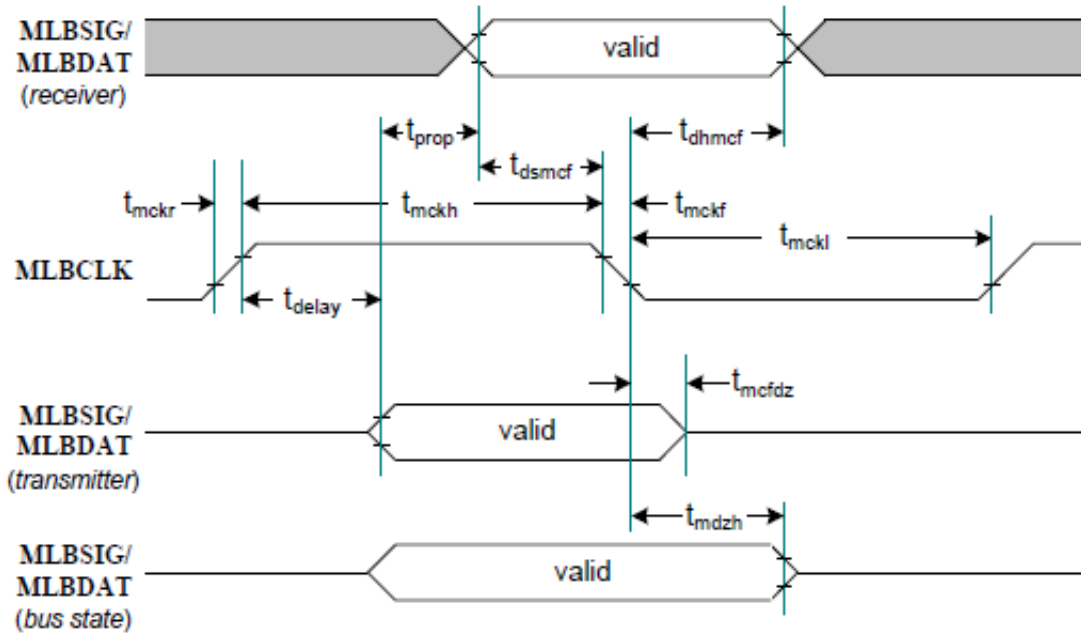 MLBSIG/
MLBDAT
(receiver)
valid
tprop
tdhmcf
tdsmcf
tmckr
tmckh
tmckf
tmckl
MLBCLK
tdelay
tmcfdz
MLBSIG/
MLBDAT
(transmitter)
valid
tmdzh
MLBSIG/
MLBDAT
(bus state)
valid